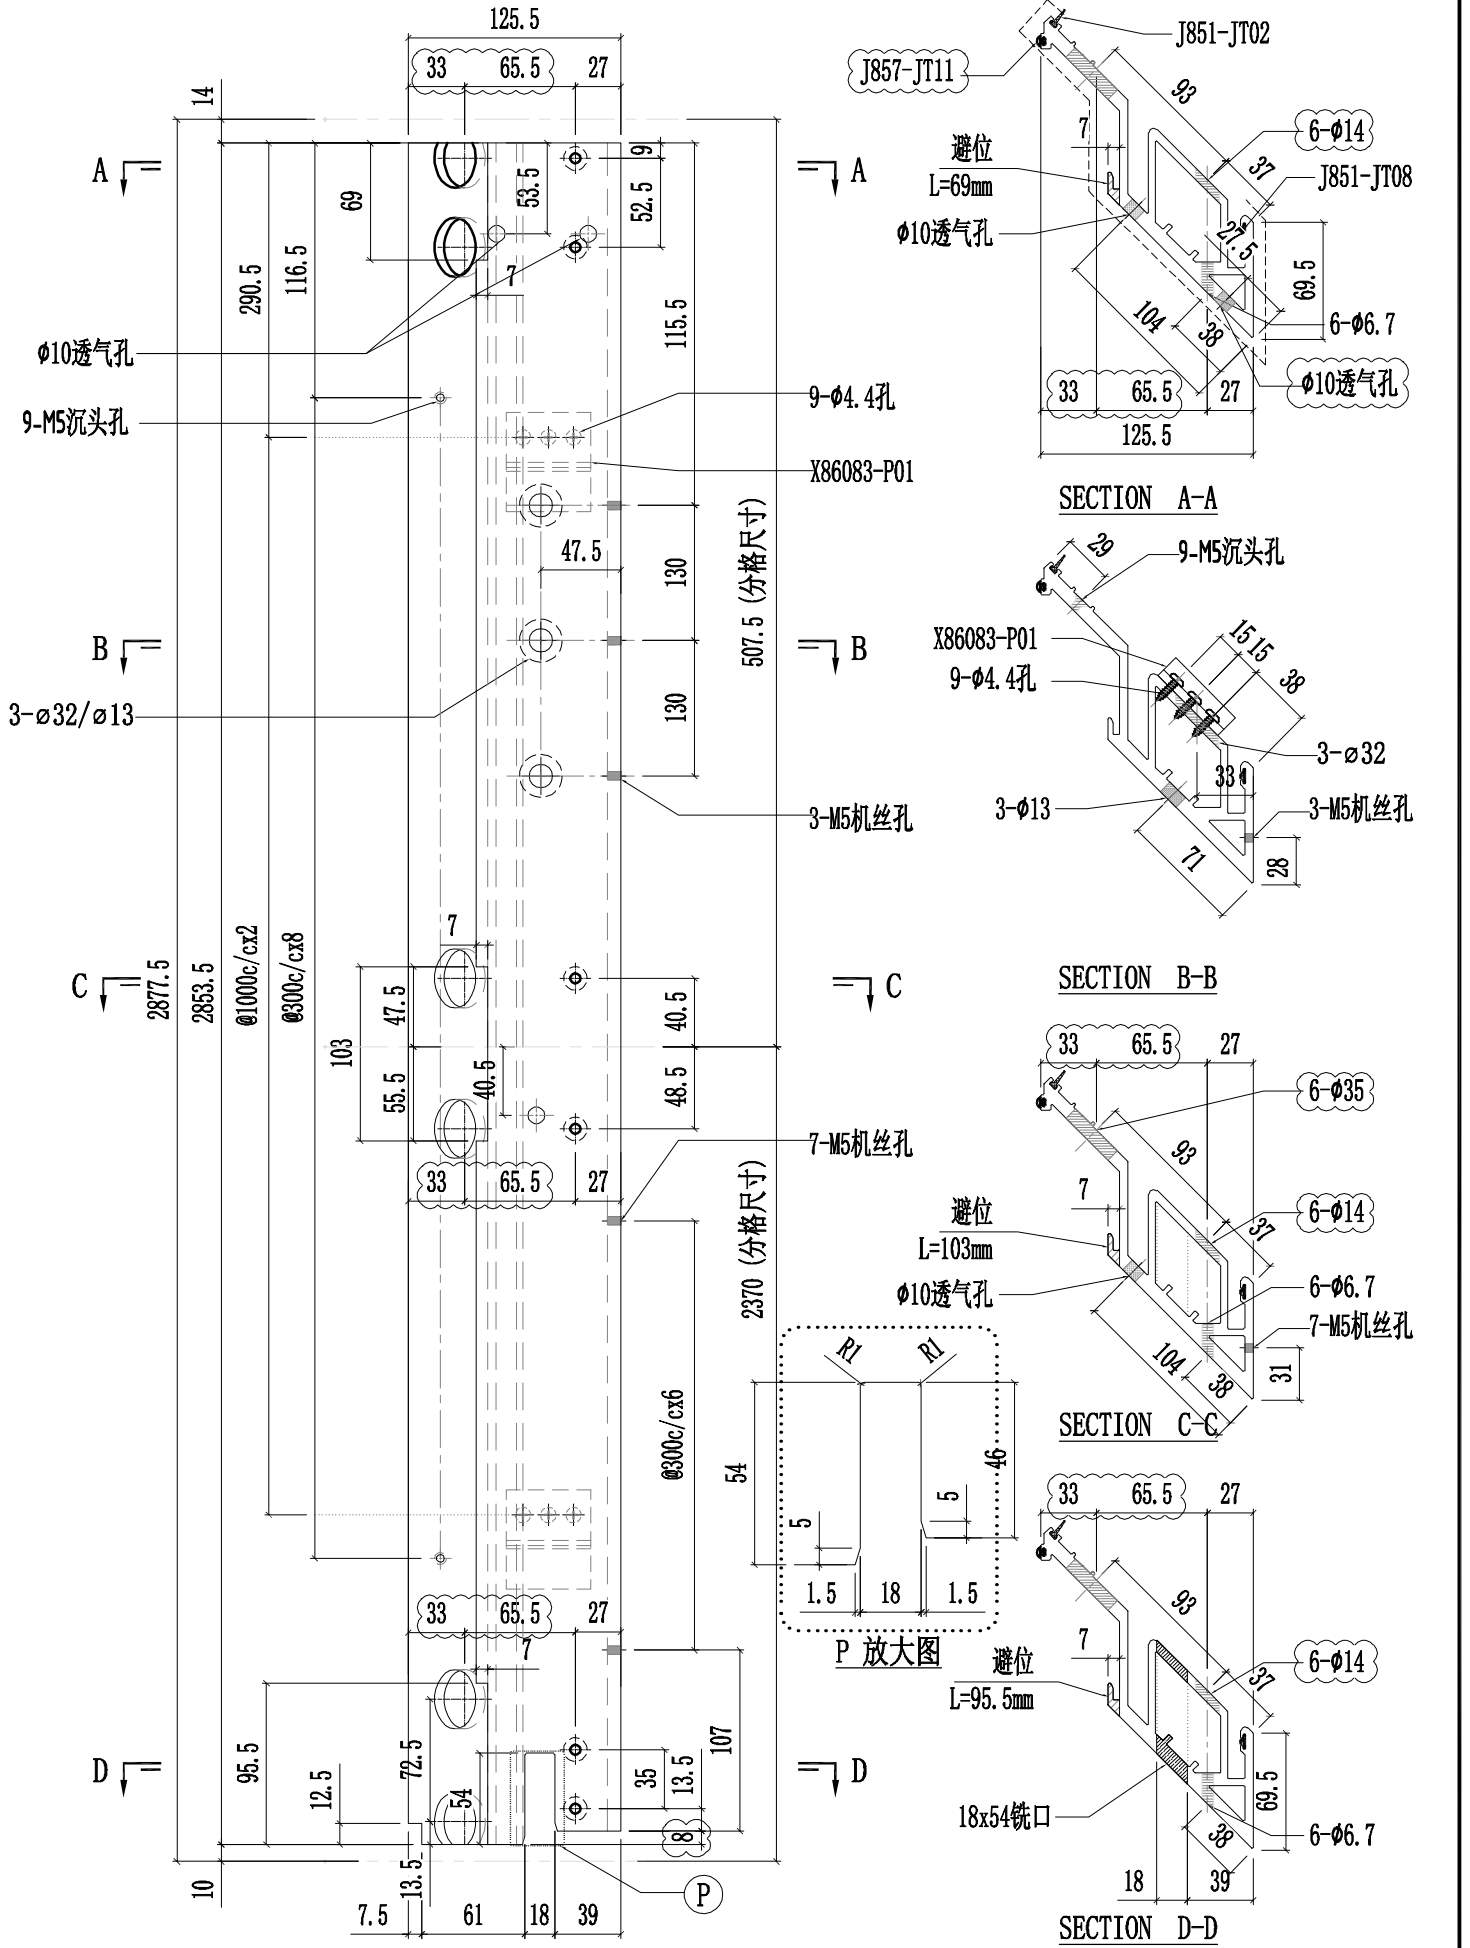 125.5
33
65.5
27
14
A
A
69
53.5
9
52.5
290.5
116.5
7
115.5
φ10透气孔
9-M5沉头孔
9-φ4.4孔
X86083-P01
47.5
130
507.5 (分格尺寸)
B
B
3-⌀32/⌀13
130
3-M5机丝孔
7
C
C
2877.5
2853.5
@1000c/cx2
@300c/cx8
103
47.5
55.5
40.5
40.5
48.5
7-M5机丝孔
33
65.5
27
2370 (分格尺寸)
@300c/cx6
R1
R1
54
46
5
5
1.5
18
1.5
P 放大图
33
65.5
27
7
D
D
95.5
12.5
72.5
54
35
13.5
107
8
10
13.5
P
7.5
61
18
39
J851-JT02
J857-JT11
93
7
6-φ14
避位
L=69mm
37
J851-JT08
φ10透气孔
27.5
69.5
104
38
6-φ6.7
φ10透气孔
33
65.5
27
125.5
SECTION A-A
29
9-M5沉头孔
X86083-P01
15
15
9-φ4.4孔
38
3-⌀32
33
3-φ13
3-M5机丝孔
71
28
SECTION B-B
33
65.5
27
6-φ35
93
7
避位
L=103mm
6-φ14
37
φ10透气孔
6-φ6.7
7-M5机丝孔
104
38
31
SECTION C-C
33
65.5
27
93
7
避位
L=95.5mm
6-φ14
37
18x54铣口
69.5
38
6-φ6.7
18
39
SECTION D-D